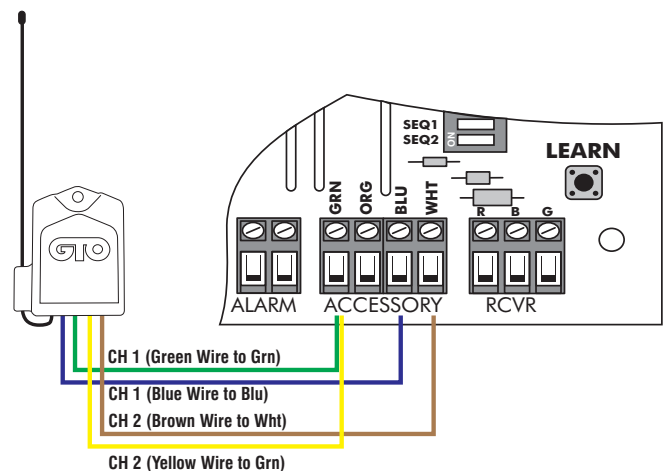 SEQ1
SEQ2
ON
LEARN
GRN
ORG
BLU
WHT
R B G
GTO
ALARM ACCESSORY RCVR
CH 1 (Green Wire to Grn)
CH 1 (Blue Wire to Blu)
CH 2 (Brown Wire to Wht)
CH 2 (Yellow Wire to Grn)